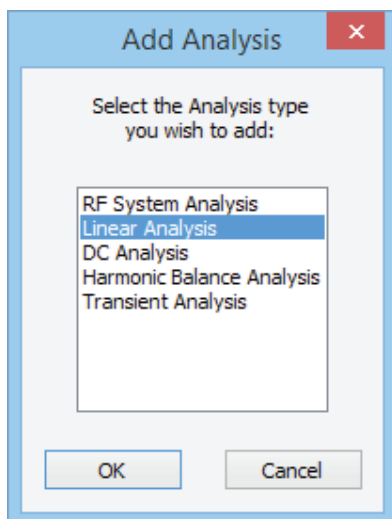 Add Analysis
Select the Analysis type
you wish to add:
RF System Analysis
Linear Analysis
DC Analysis
Harmonic Balance Analysis
Transient Analysis
OK
Cancel